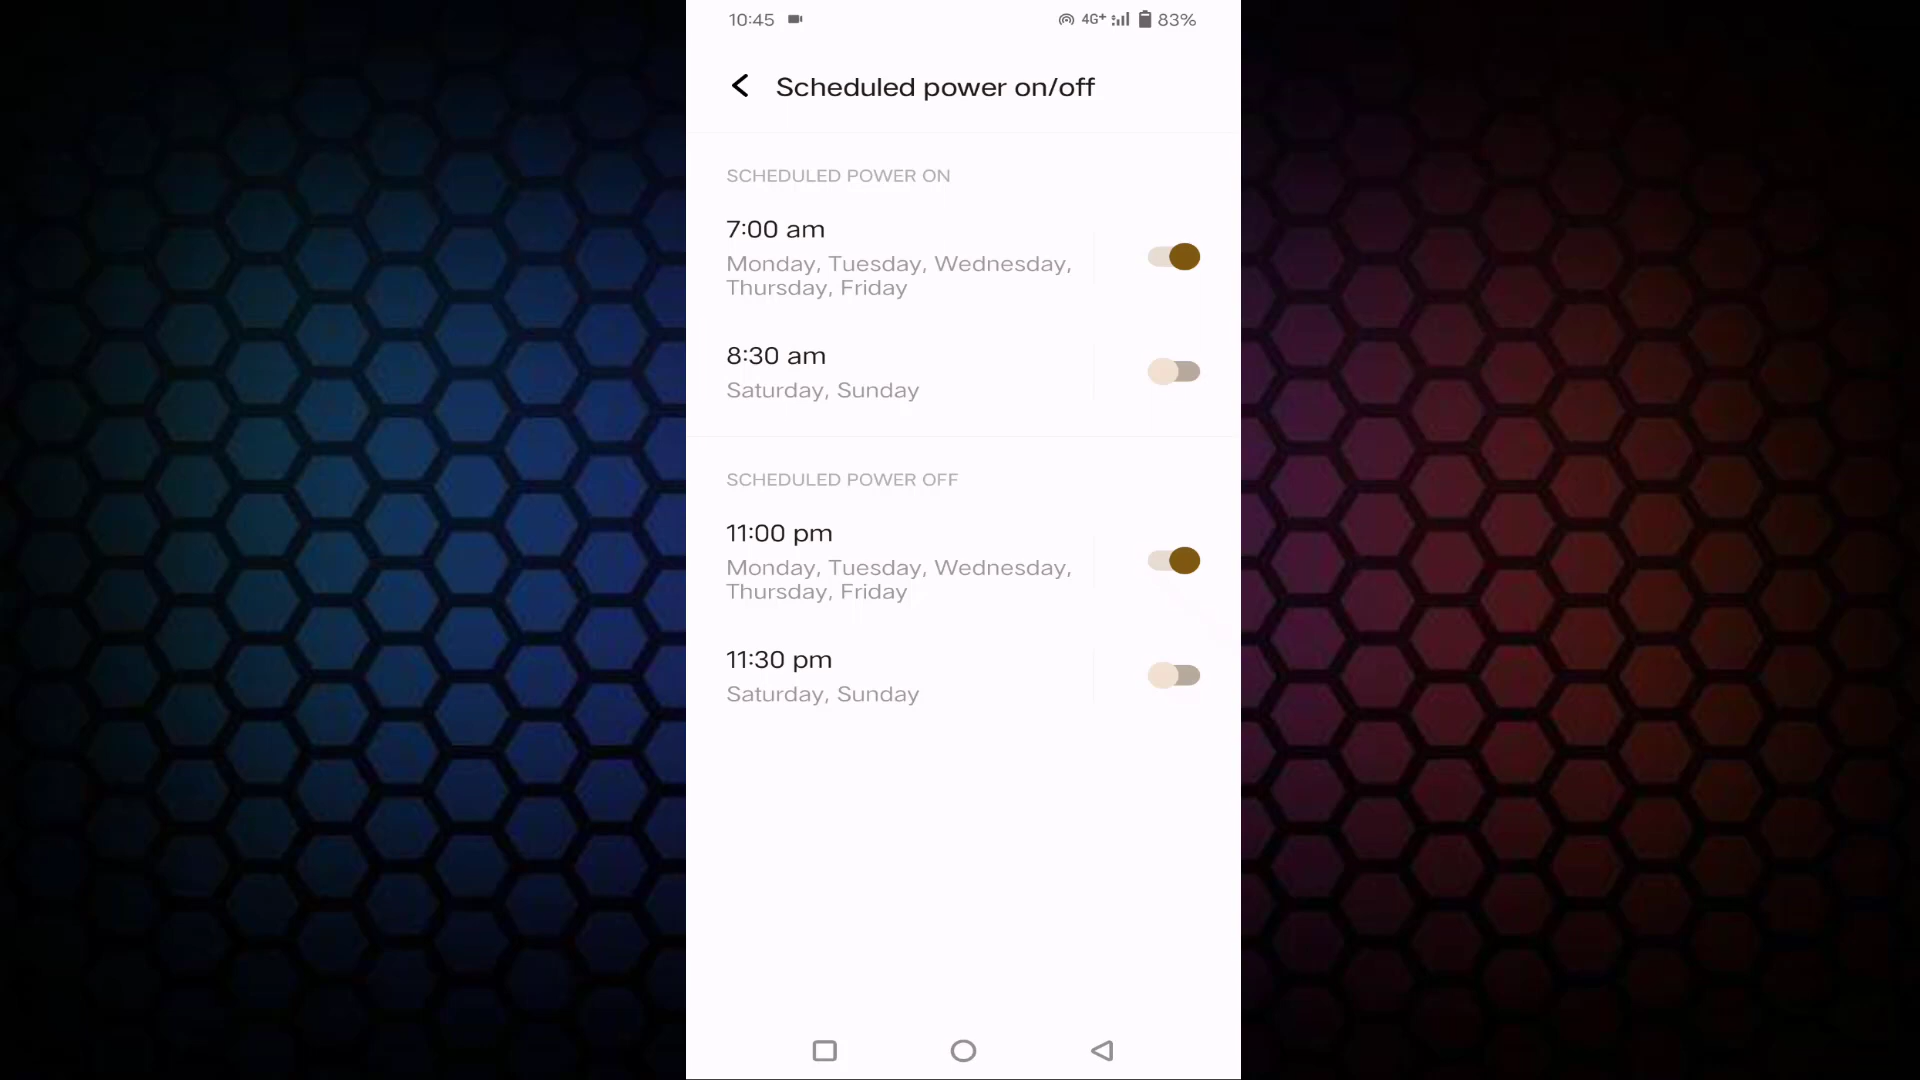 10:45 4G+ 83%
Scheduled power on/off
SCHEDULED POWER ON
7:00 am
Monday, Tuesday, Wednesday,
Thursday, Friday
8:30 am
Saturday, Sunday
SCHEDULED POWER OFF
11:00 pm
Monday, Tuesday, Wednesday,
Thursday, Friday
11:30 pm
Saturday, Sunday